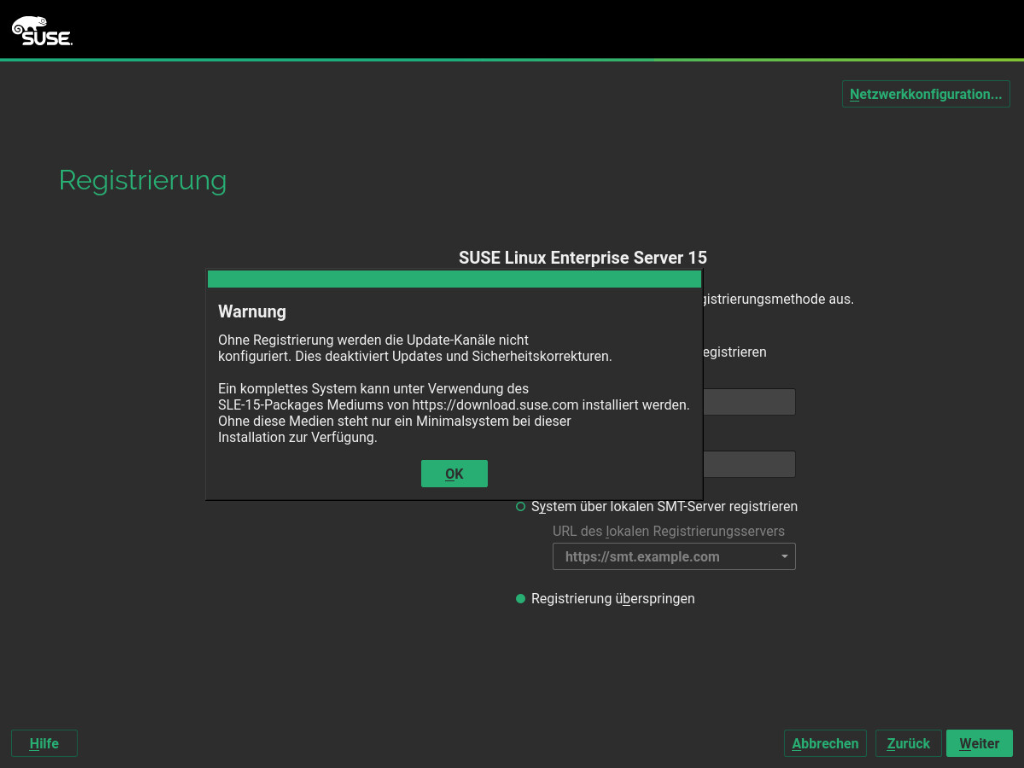 SUSE
Netzwerkkonfiguration...
Registrierung
SUSE Linux Enterprise Server 15
gistrierungsmethode aus.
egistrieren
Warnung
Ohne Registrierung werden die Update-Kanäle nicht
konfiguriert. Dies deaktiviert Updates und Sicherheitskorrekturen.
Ein komplettes System kann unter Verwendung des
SLE-15-Packages Mediums von https://download.suse.com installiert werden.
Ohne diese Medien steht nur ein Minimalsystem bei dieser
Installation zur Verfügung.
OK
System über lokalen SMT-Server registrieren
URL des lokalen Registrierungsservers
https://smt.example.com
Registrierung überspringen
Hilfe
Abbrechen
Zurück
Weiter